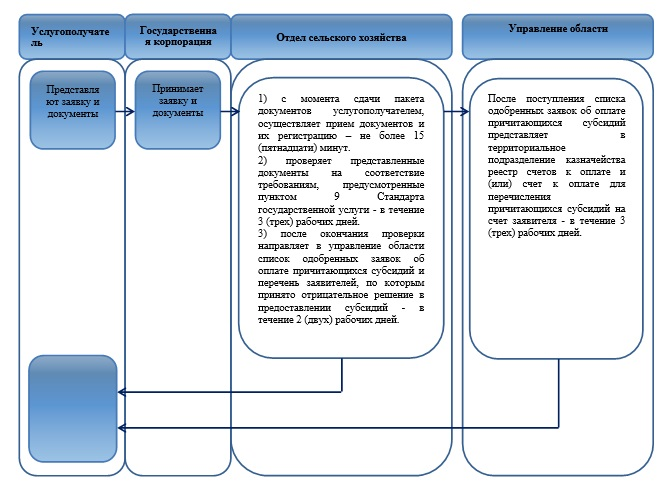 Услугополучате
ль
Государственна
я корпорация
Отдел сельского хозяйства
Управление области
Представля
ют заявку и
документы
Принимает
заявку и
документы
1) с момента сдачи пакета
документов услугополучателем,
осуществляет прием документов и
их регистрацию – не более 15
(пятнадцати) минут.
2) проверяет представленные
документы на соответствие
требованиям, предусмотренные
пунктом 9 Стандарта
государственной услуги - в течение
3 (трех) рабочих дней.
3) после окончания проверки
направляет в управление области
список одобренных заявок об
оплате причитающихся субсидий и
перечень заявителей, по которым
принято отрицательное решение в
предоставлении субсидий - в
течение 2 (двух) рабочих дней.
После поступления списка
одобренных заявок об оплате
причитающихся субсидий
представляет в
территориальное
подразделение казначейства
реестр счетов к оплате и
(или) счет к оплате для
перечисления
причитающихся субсидий на
счет заявителя - в течение 3
(трех) рабочих дней.